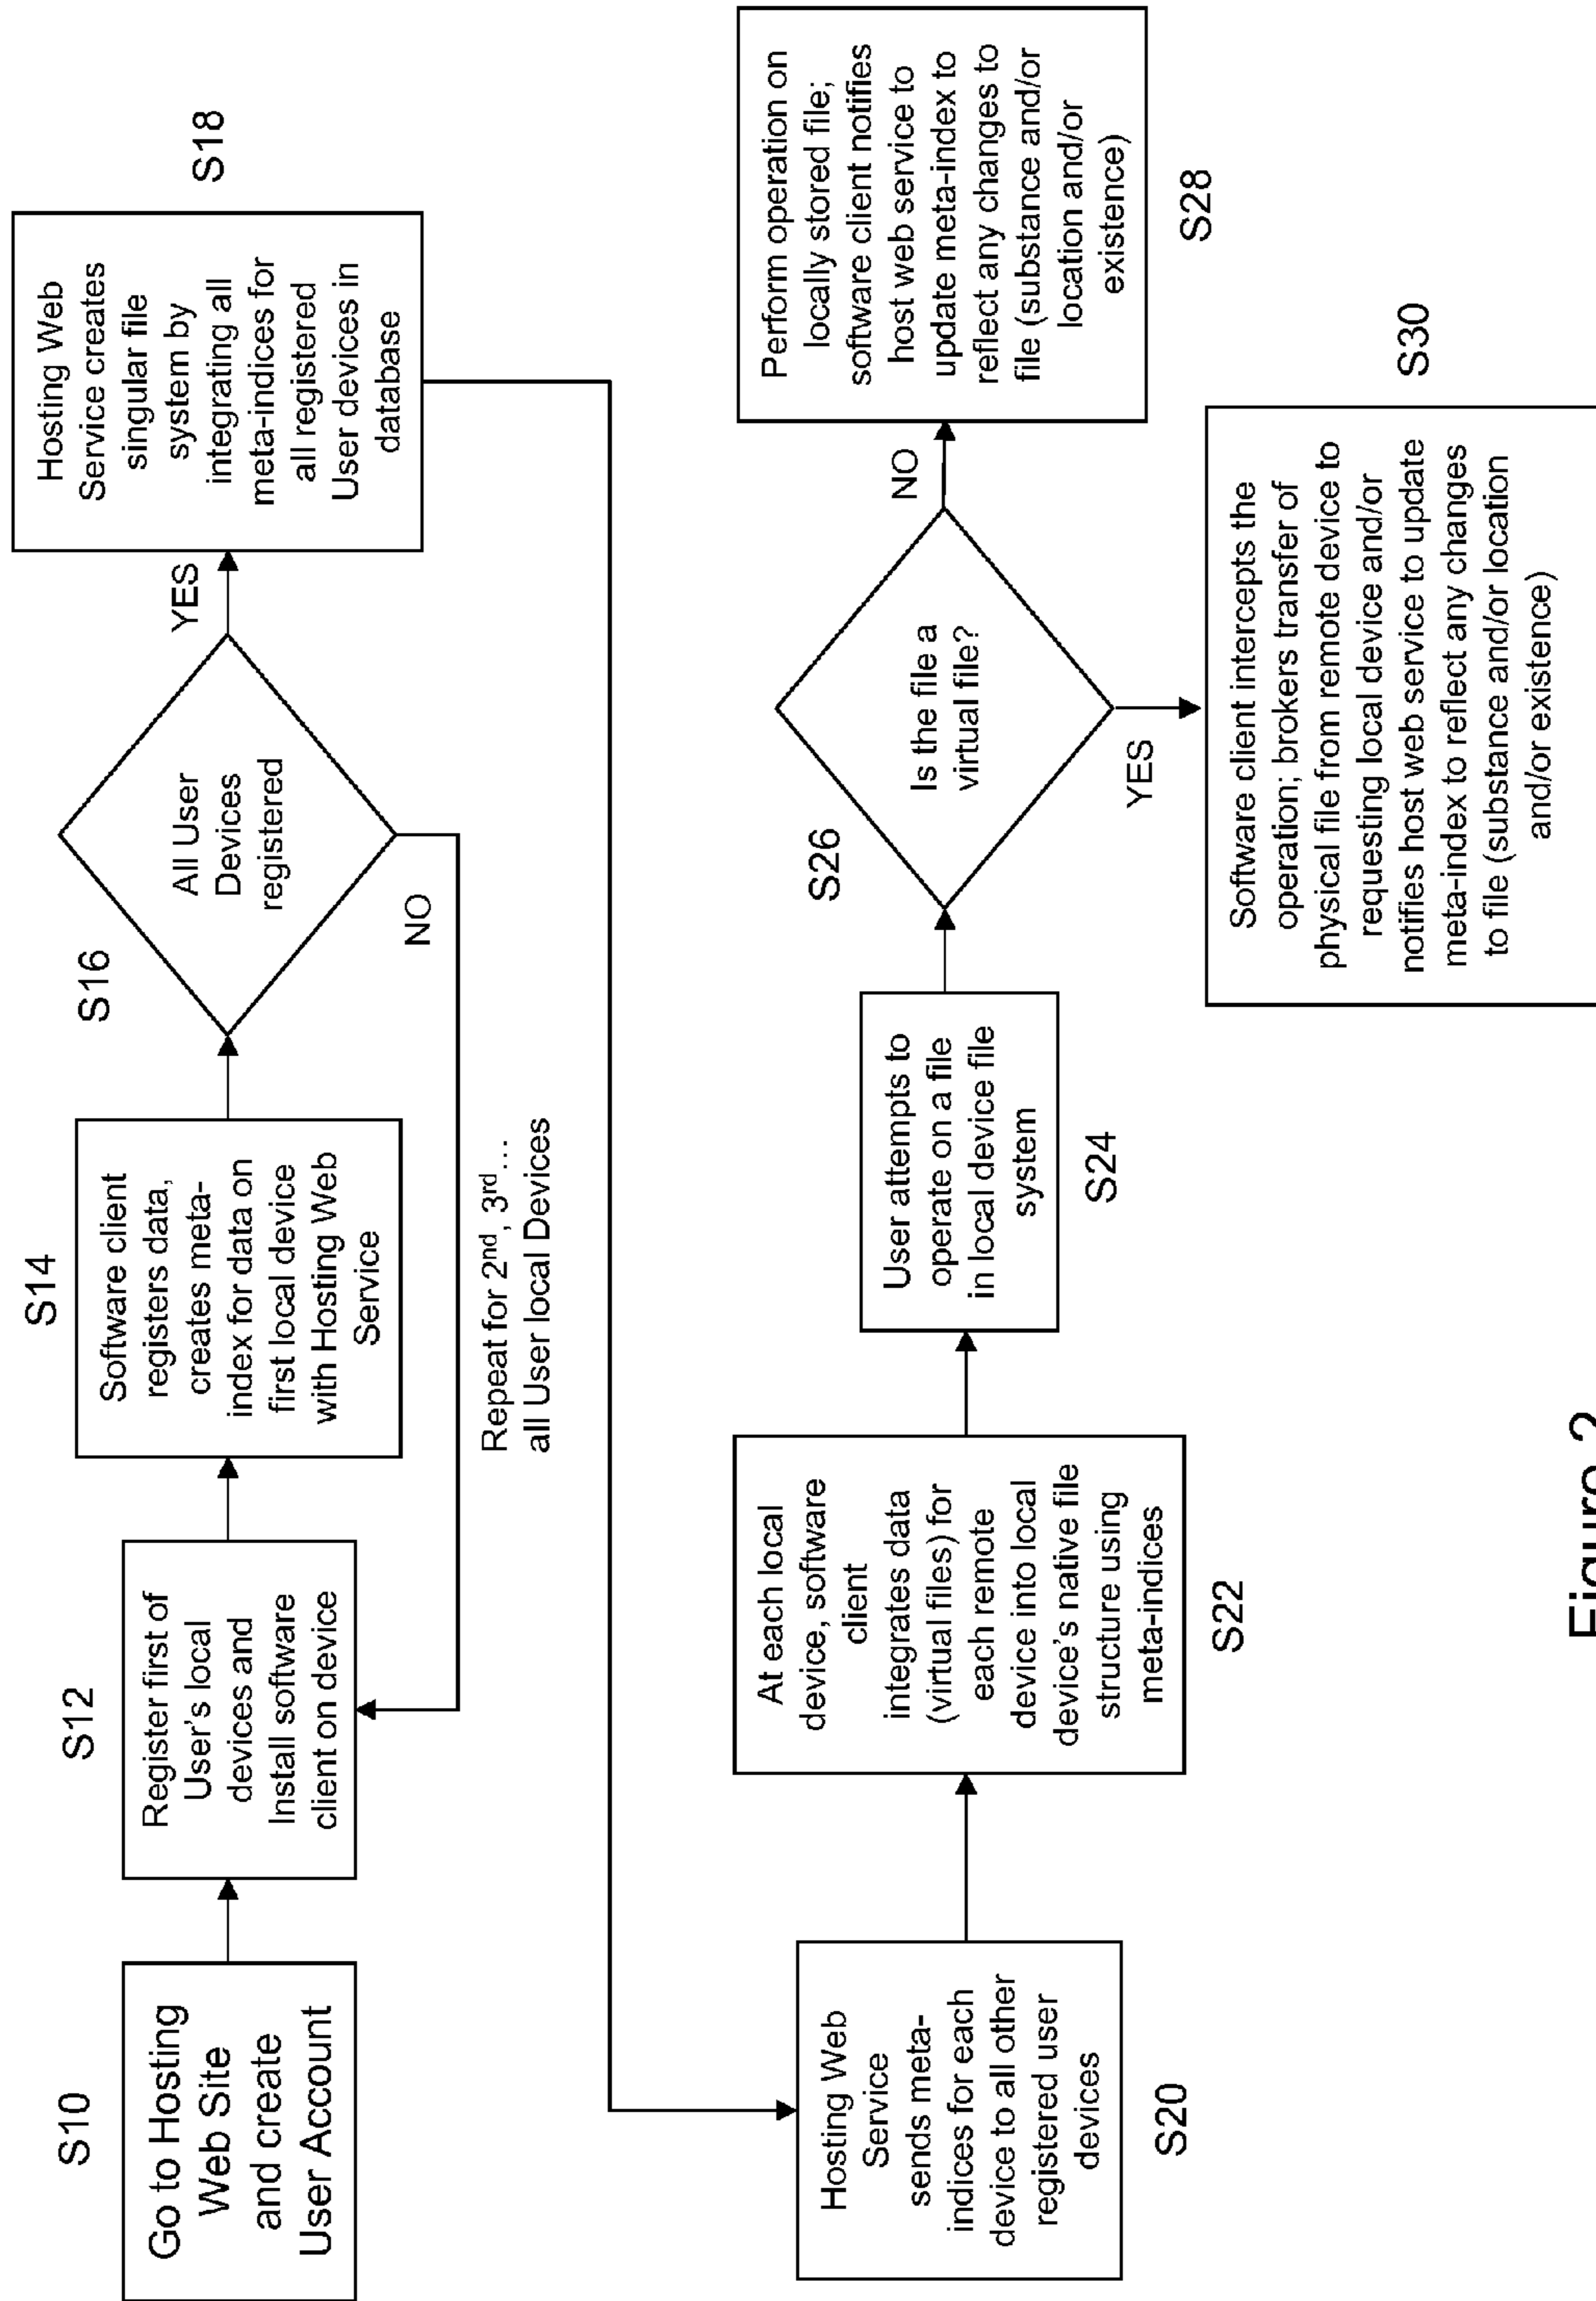 S10
Go to Hosting
Web Site
and create
User Account
S12
Register first of
User's local
devices and
Install software
client on device
S14
Software client
registers data,
creates meta-
index for data on
first local device
with Hosting Web
Service
S16
All User
Devices
registered
YES
NO
Repeat for 2nd, 3rd...
all User local Devices
S18
Hosting Web
Service creates
singular file
system by
integrating all
meta-indices for
all registered
User devices in
database
Hosting Web
Service
sends meta-
indices for each
device to all other
registered user
devices
S20
At each local
device, software
client
integrates data
(virtual files) for
each remote
device into local
device's native file
structure using
meta-indices
S22
User attempts to
operate on a file
in local device file
system
S24
S26
Is the file a
virtual file?
NO
YES
Perform operation on
locally stored file;
software client notifies
host web service to
update meta-index to
reflect any changes to
file (substance and/or
location and/or
existence)
S28
S30
Software client intercepts the
operation; brokers transfer of
physical file from remote device to
requesting local device and/or
notifies host web service to update
meta-index to reflect any changes
to file (substance and/or location
and/or existence)
Figure 2